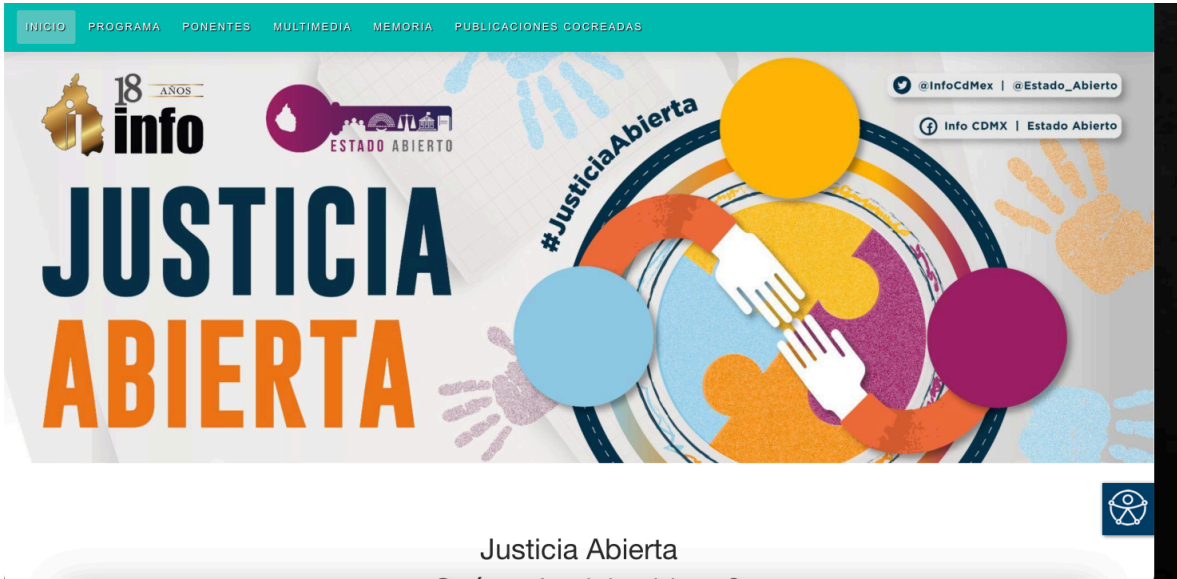 INICIO PROGRAMA PONENTES MULTIMEDIA MEMORIA PUBLICACIONES COCREADAS
18 AÑOS
info
ESTADO ABIERTO
@InfoCdMex | @Estado_Abierto
Info CDMX | Estado Abierto
#JusticiaAbierta
JUSTICIA
ABIERTA
Justicia Abierta